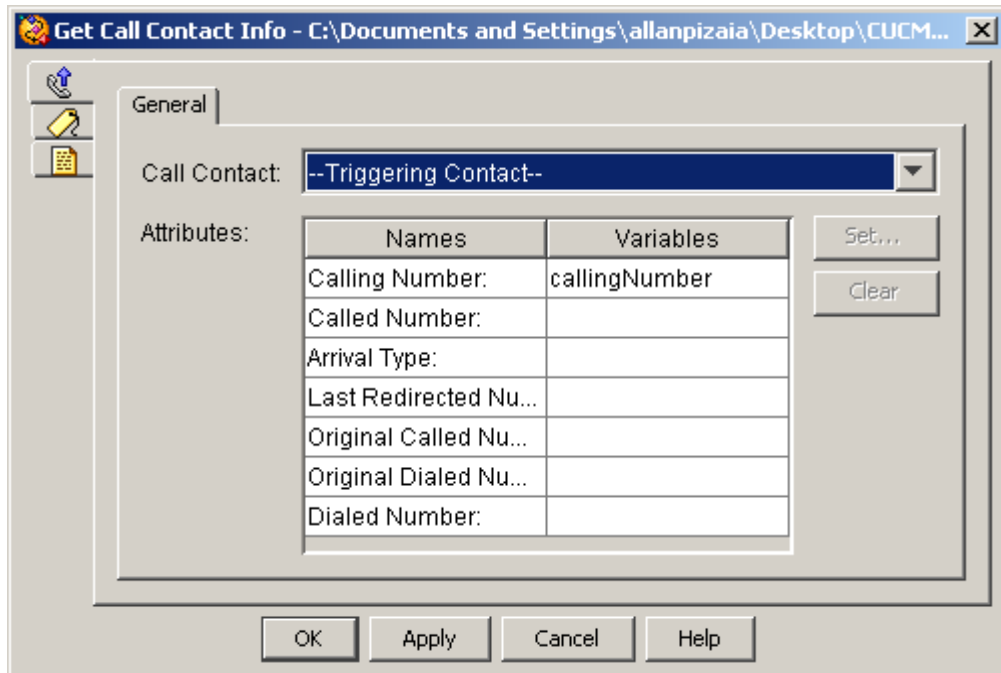 Get Call Contact Info - C:\Documents and Settings\allanpizaia\Desktop\CUCM...
General
Call Contact: --Triggering Contact--
Attributes:
Names Variables
Set...
Calling Number: callingNumber
Clear
Called Number:
Arrival Type:
Last Redirected Nu...
Original Called Nu...
Original Dialed Nu...
Dialed Number:
OK Apply Cancel Help